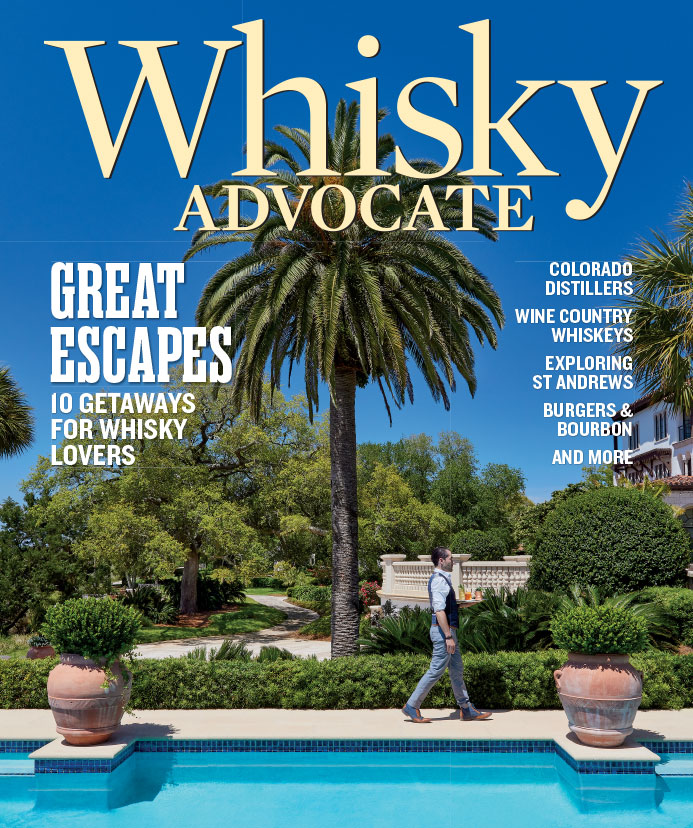 Whisky
ADVOCATE
GREAT
ESCAPES
10 GETAWAYS
FOR WHISKY
LOVERS
COLORADO
DISTILLERS
WINE COUNTRY
WHISKEYS
EXPLORING
ST ANDREWS
BURGERS &
BOURBON
AND MORE